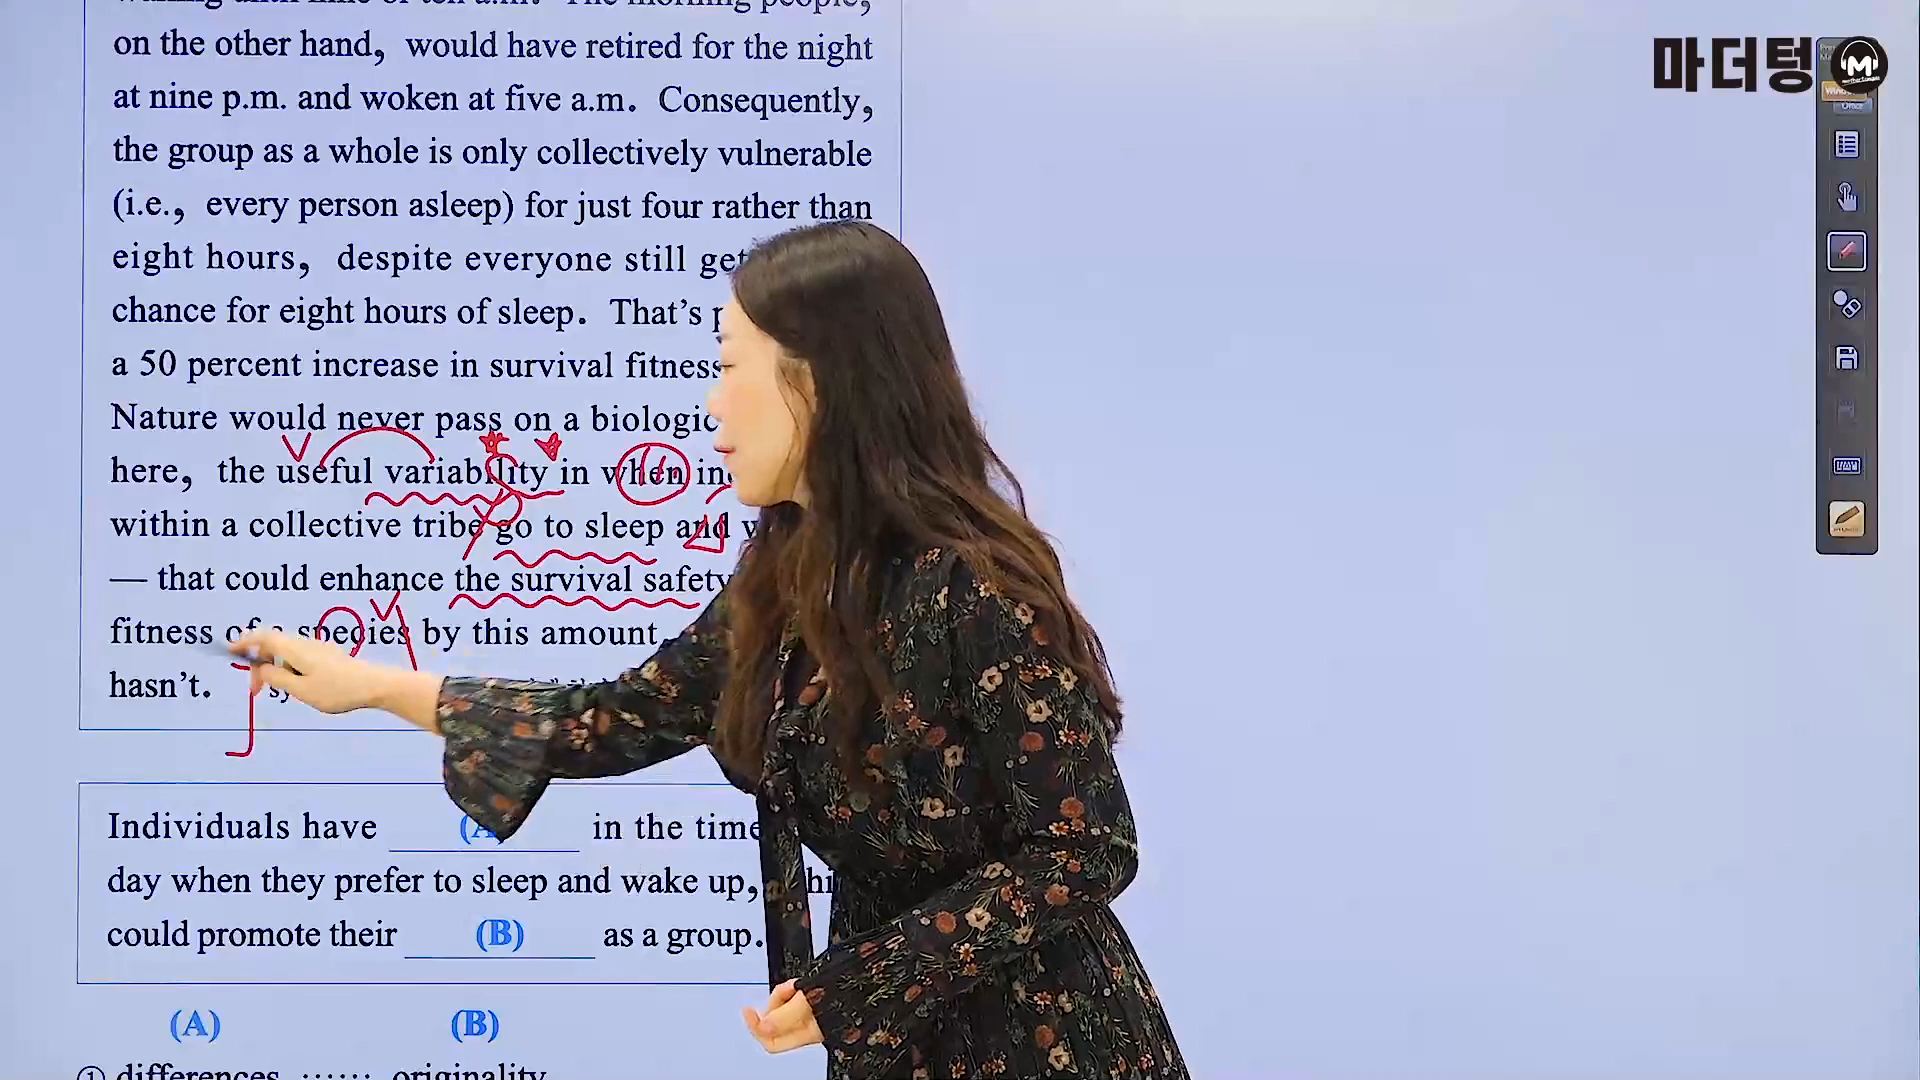 마더텅
on the other hand, would have retired for the night
at nine p.m. and woken at five a.m. Consequently,
the group as a whole is only collectively vulnerable
(i.e., every person asleep) for just four rather than
eight hours, despite everyone still
chance for eight hours of sleep. That's
a 50 percent increase in survival fitness
Nature would never pass on a
here, the useful variability in when
within a collective tribe go to sleep and
— that could enhance the survival safety
fitness of a species by this amount.
hasn't.
Individuals have (A) in the time
day when they prefer to sleep and wake up,
could promote their (B) as a group.
(A) (B)
① differences ...... originality